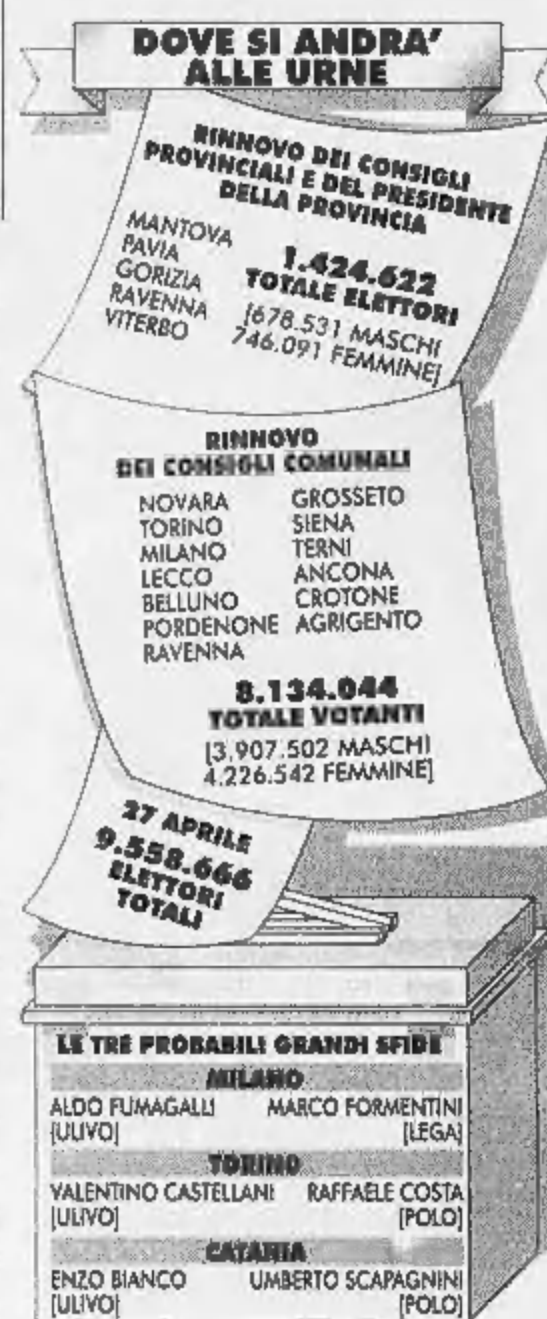 DOVE SI ANDRA'
ALLE URNE
RINNOVO DEI CONSIGLI
PROVINCIALI E DEL PRESIDENTE
DELLA PROVINCIA
MANTOVA
PAVIA
GORIZIA
RAVENNA
VITERBO
1.424.622
TOTALE ELETTORI
[678.531 MASCHI
746.091 FEMMINE]
RINNOVO
DEI CONSIGLI COMUNALI
NOVARA
TORINO
MILANO
LECCO
BELLUNO
PORDENONE
RAVENNA
GROSSETO
SIENA
TERNI
ANCONA
CROTONE
AGRIGENTO
8.134.044
TOTALE VOTANTI
[3.907.502 MASCHI
4.226.542 FEMMINE]
27 APRILE
9.558.666
ELETTORI
TOTALI
LE TRE PROBABILI GRANDI SFIDE
MILANO
ALDO FUMAGALLI MARCO FORMENTINI
[ULIVO] [LEGA]
TORINO
VALENTINO CASTELLANI RAFFAELE COSTA
[ULIVO] [POLO]
CATANIA
ENZO BIANCO UMBERTO SCAPAGNINI
[ULIVO] [POLO]